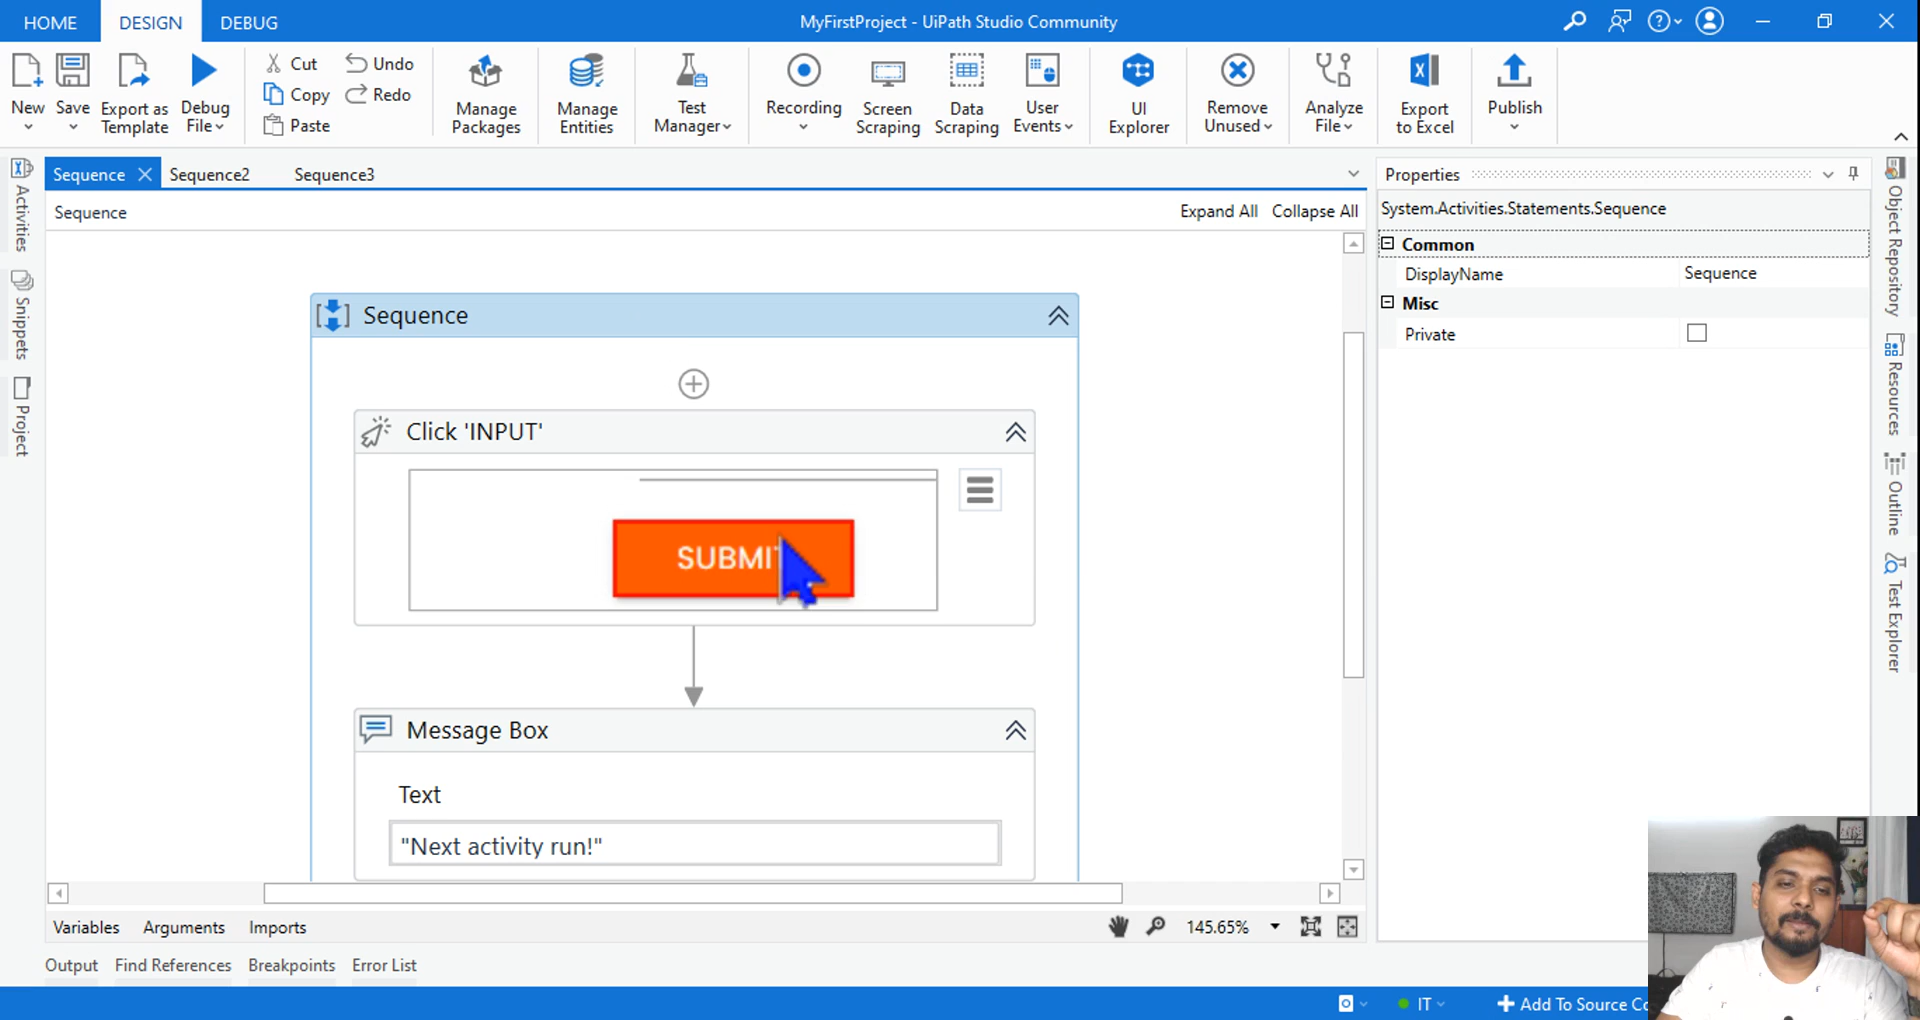 HOME DESIGN DEBUG MyFirstProject - UiPath Studio Community
New Save Export as Template Debug File
Cut Copy Paste Undo Redo
Manage Packages
Manage Entities
Test Manager
Recording
Screen Scraping
Data Scraping
User Events
UI Explorer
Remove Unused
Analyze File
Export to Excel
Publish
Activities
Snippets
Project
Sequence Sequence2 Sequence3
Sequence Expand All Collapse All
Sequence
Click 'INPUT'
SUBMIT
Message Box
Text
"Next activity run!"
Variables Arguments Imports 145.65%
Output Find References Breakpoints Error List
Properties
System.Activities.Statements.Sequence
Common
DisplayName Sequence
Misc
Private
Object Repository
Resources
Outline
Test Explorer
IT Add To Source